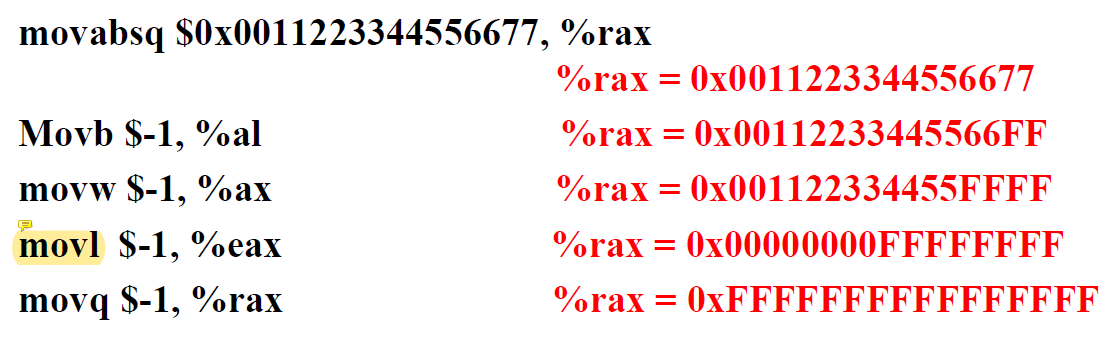 movabsq $0x0011223344556677, %rax
%rax = 0x0011223344556677
Movb $-1, %al %rax = 0x00112233445566FF
movw $-1, %ax %rax = 0x001122334455FFFF
movl $-1, %eax %rax = 0x00000000FFFFFFFF
movq $-1, %rax %rax = 0xFFFFFFFFFFFFFFFF